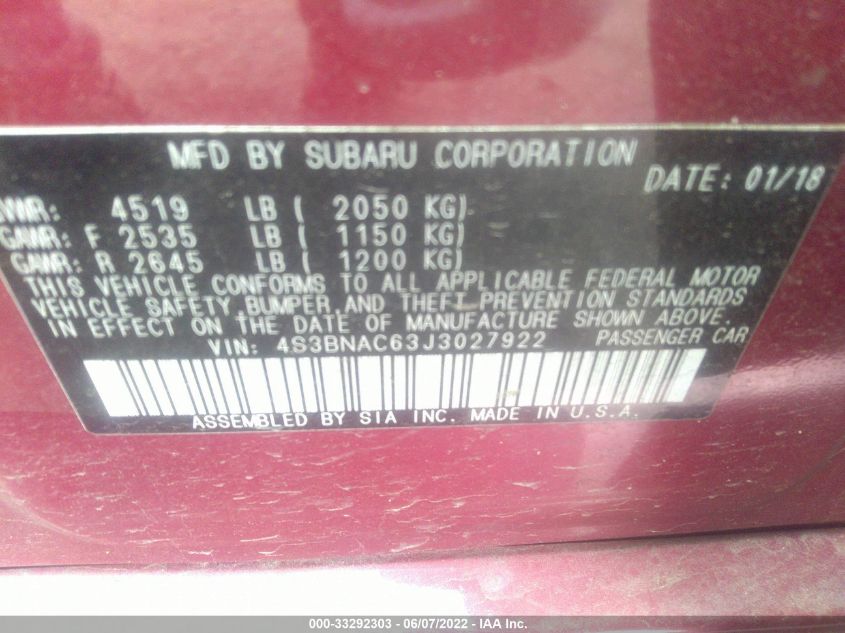 MFD BY SUBARU CORPORATION
DATE: 01/18
GVWR: 4519 LB ( 2050 KG)
GAWR: F 2535 LB ( 1150 KG)
GAWR: R 2645 LB ( 1200 KG)
THIS VEHICLE CONFORMS TO ALL APPLICABLE FEDERAL MOTOR
VEHICLE SAFETY, BUMPER, AND THEFT PREVENTION STANDARDS
IN EFFECT ON THE DATE OF MANUFACTURE SHOWN ABOVE.
VIN: 4S3BNAC63J3027922 PASSENGER CAR
ASSEMBLED BY SIA INC. MADE IN U.S.A.
000-33292303 - 06/07/2022 - IAA Inc.